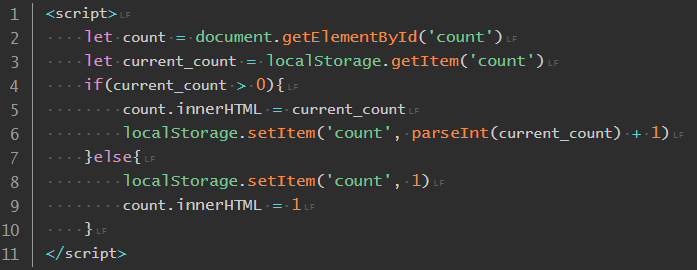 1 <script>LF
2 ····let·count·=·document.getElementById('count')LF
3 ····let·current_count·=·localStorage.getItem('count')LF
4 ····if(current_count·>·0){LF
5 ········count.innerHTML·=·current_countLF
6 ········localStorage.setItem('count',·parseInt(current_count)·+·1)LF
7 ····}else{LF
8 ········localStorage.setItem('count',·1)LF
9 ········count.innerHTML·=·1LF
10 ····}LF
11 </script>